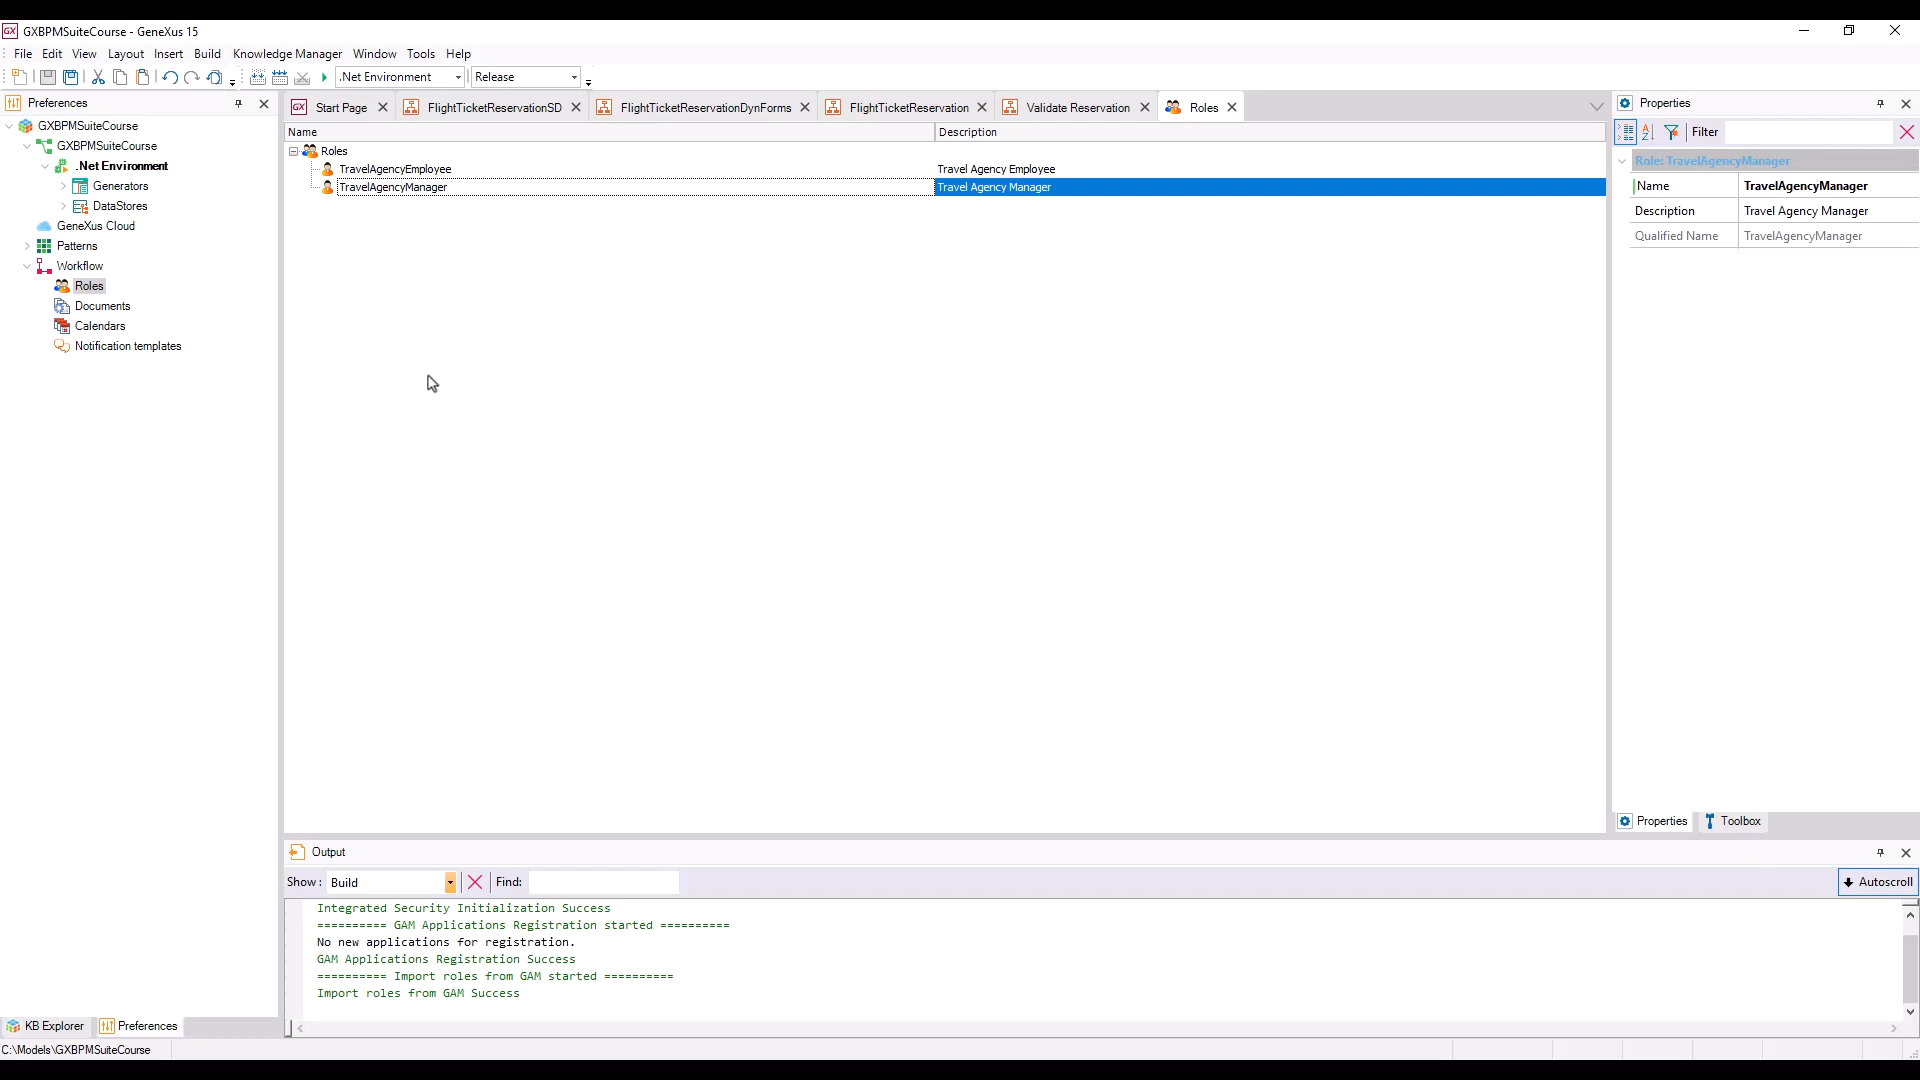 GX GXBPMSuiteCourse - GeneXus 15
File Edit View Layout Insert Build Knowledge Manager Window Tools Help
.Net Environment Release
Preferences
GXBPMSuiteCourse
GXBPMSuiteCourse
.Net Environment
Generators
DataStores
GeneXus Cloud
Patterns
Workflow
Roles
Documents
Calendars
Notification templates
KB Explorer Preferences
GX Start Page FlightTicketReservationSD FlightTicketReservationDynForms FlightTicketReservation Validate Reservation Roles
Name Description
Roles
TravelAgencyEmployee Travel Agency Employee
TravelAgencyManager Travel Agency Manager
Properties
Filter
Role: TravelAgencyManager
Name TravelAgencyManager
Description Travel Agency Manager
Qualified Name TravelAgencyManager
Properties Toolbox
Output
Show: Build Find: Autoscroll
Integrated Security Initialization Success
========== GAM Applications Registration started ==========
No new applications for registration.
GAM Applications Registration Success
========== Import roles from GAM started ==========
Import roles from GAM Success
C:\Models\GXBPMSuiteCourse